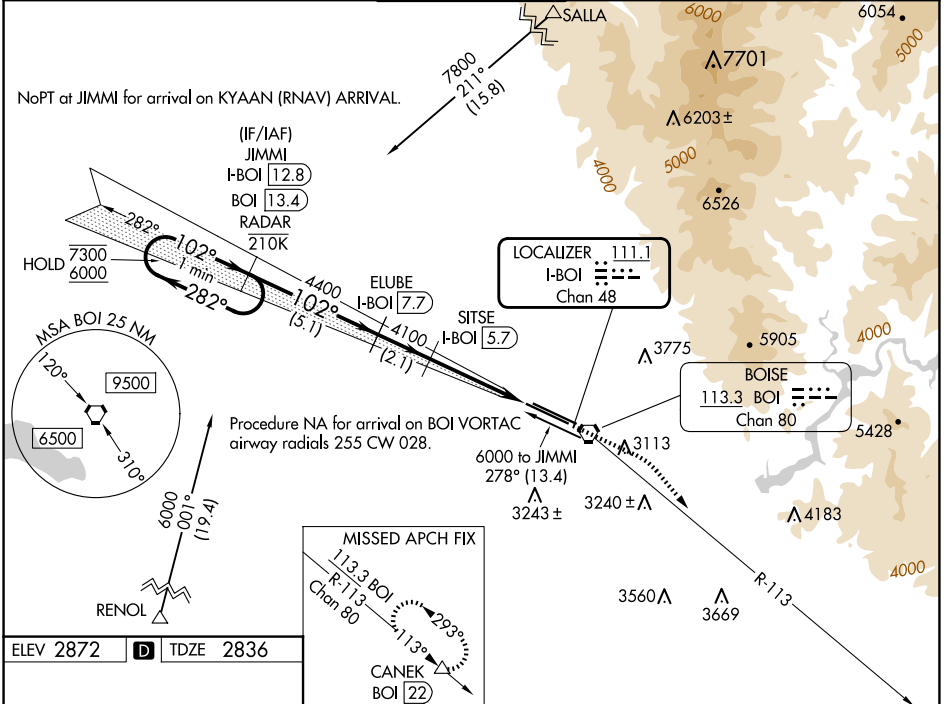 SALLA
6000
6054
5000
7701
7800
211°
(15.8)
NoPT at JIMMI for arrival on KYAAN (RNAV) ARRIVAL.
6203 ±
5000
4000
6526
(IF/IAF)
JIMMI
I-BOI 12.8
BOI 13.4
RADAR
210K
282°
102°
1 min
282°
HOLD 7300
6000
4400
102°
(5.1)
ELUBE
I-BOI 7.7
4100
(2.1)
SITSE
I-BOI 5.7
LOCALIZER 111.1
I-BOI
Chan 48
3775
5905
4000
BOISE
113.3 BOI
Chan 80
5428
MSA BOI 25 NM
120°
9500
6500
310°
Procedure NA for arrival on BOI VORTAC
airway radials 255 CW 028.
6000 to JIMMI
278° (13.4)
3113
3243 ±
3240 ±
4183
4000
6000
001°
(19.4)
RENOL
MISSED APCH FIX
113.3 BOI
R-113
Chan 80
293°
113°
CANEK
BOI 22
3560
3669
R-113
ELEV 2872 D TDZE 2836